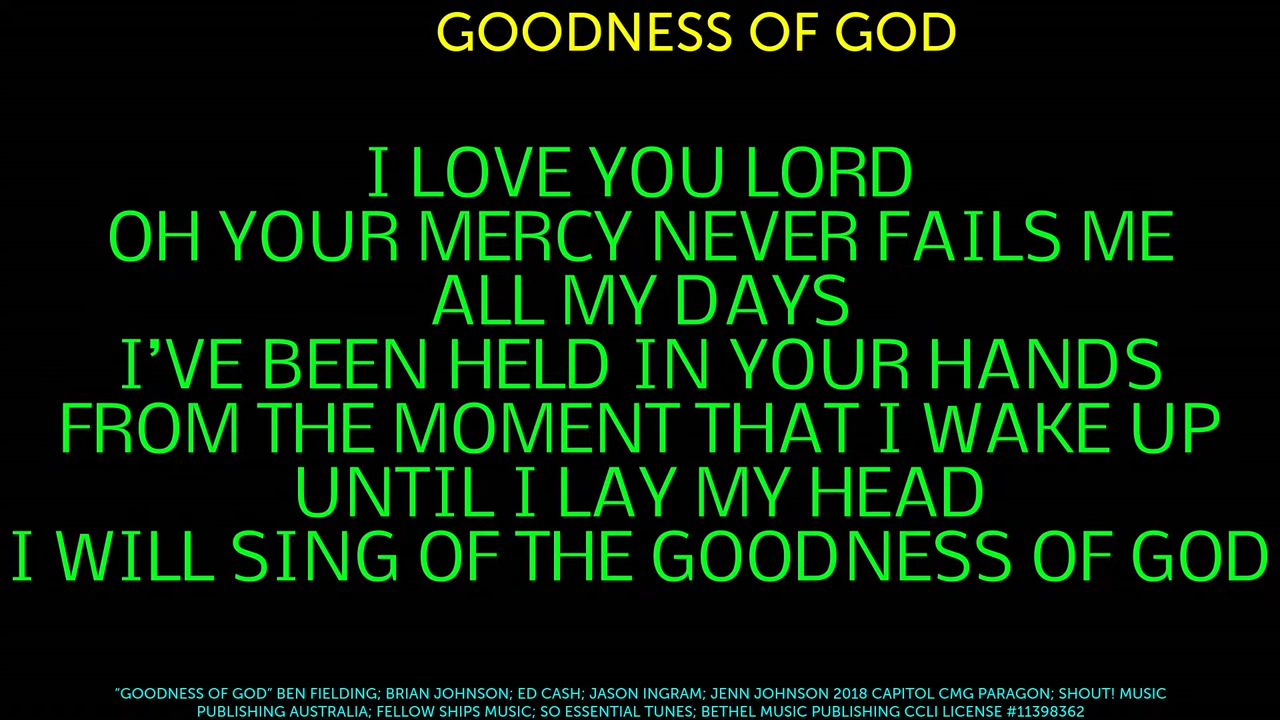 GOODNESS OF GOD
I LOVE YOU LORD
OH YOUR MERCY NEVER FAILS ME
ALL MY DAYS
I’VE BEEN HELD IN YOUR HANDS
FROM THE MOMENT THAT I WAKE UP
UNTIL I LAY MY HEAD
I WILL SING OF THE GOODNESS OF GOD
“GOODNESS OF GOD” BEN FIELDING; BRIAN JOHNSON; ED CASH; JASON INGRAM; JENN JOHNSON 2018 CAPITOL CMG PARAGON; SHOUT! MUSIC
PUBLISHING AUSTRALIA; FELLOW SHIPS MUSIC; SO ESSENTIAL TUNES; BETHEL MUSIC PUBLISHING CCLI LICENSE #11398362